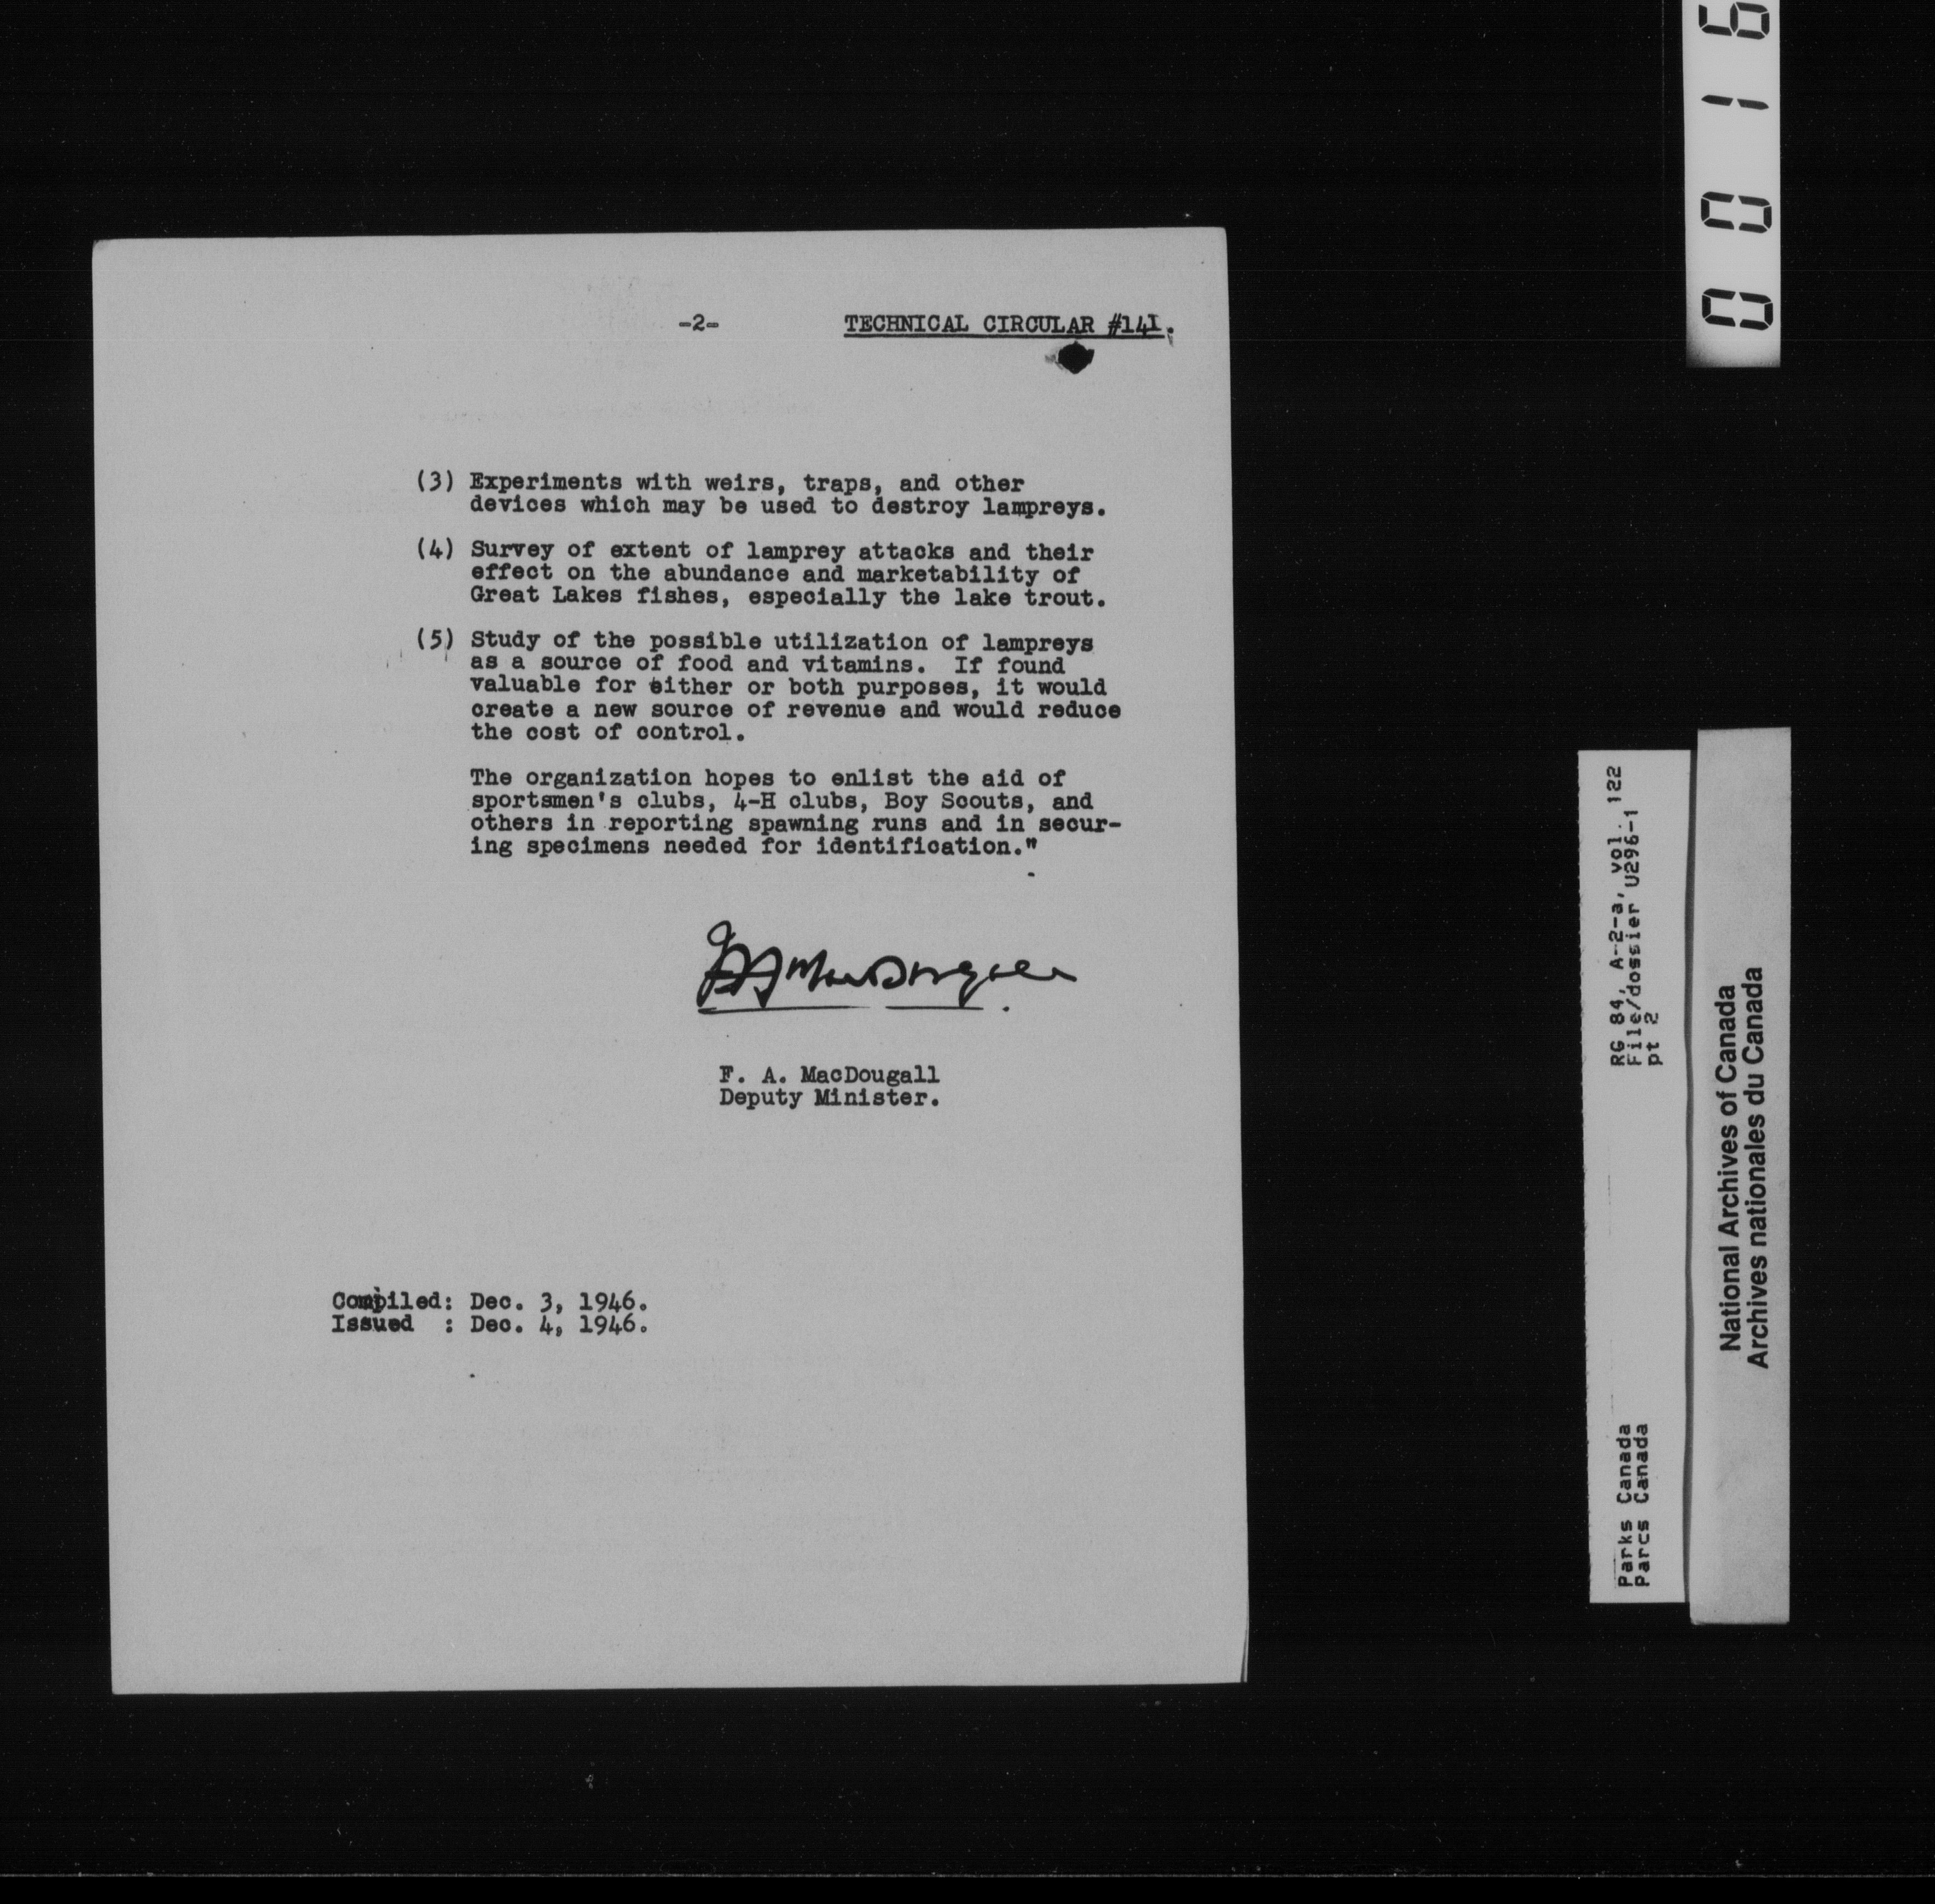 -2-
TECHNICAL CIRCULAR #141.
(3) Experiments with weirs, traps, and other
devices which may be used to destroy lampreys.
(4) Survey of extent of lamprey attacks and their
effect on the abundance and marketability of
Great Lakes fishes, especially the lake trout.
(5) Study of the possible utilization of lampreys
as a source of food and vitamins.  If found
valuable for either or both purposes, it would
create a new source of revenue and would reduce
the cost of control.
The organization hopes to enlist the aid of
sportsmen's clubs, 4-H clubs, Boy Scouts, and
others in reporting spawning runs and in secur-
ing specimens needed for identification."
FAMacDougall
F. A. MacDougall
Deputy Minister.
Compiled: Dec. 3, 1946.
Issued  : Dec. 4, 1946.
0016
RG 84, A-2-a, vol. 122
File/dossier U296-1
pt 2
Parks Canada
Parcs Canada
National Archives of Canada
Archives nationales du Canada